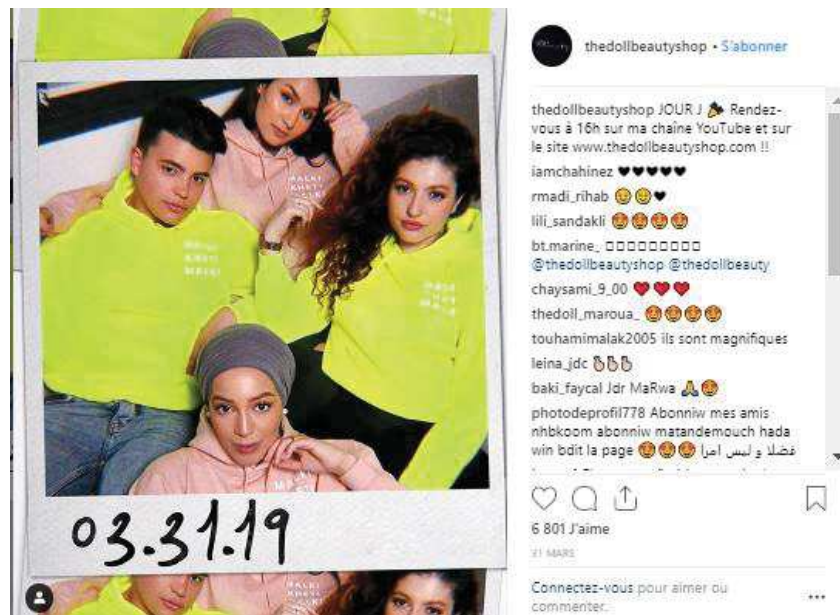 thedollbeautyshop • S'abonner
thedollbeautyshop JOUR J 🎉 Rendez-
vous à 16h sur ma chaîne YouTube et sur
le site www.thedollbeautyshop.com !!
iamchahinez ♥♥♥♥♥
rmadi_rihab 😊😊♥
lili_sandakli 🤩🤩🤩🤩
bt.marine_ □□□□□□□□□
@thedollbeautyshop @thedollbeauty
chaysami_9_00 ❤❤❤
thedoll_maroua_ 🤩🤩🤩🤩
touhamimalak2005 ils sont magnifiques
leina_jdc 👌👌👌
baki_faycal Jdr MaRwa 🙏🤩
photodeprofil778 Abonniw mes amis
nhbkoom abonniw matandemouch hada
win bdit la page 🤩🤩🤩 فضلا و ليس امرا
6 801 J'aime
31 MARS
Connectez-vous pour aimer ou
commenter.
03.31.19